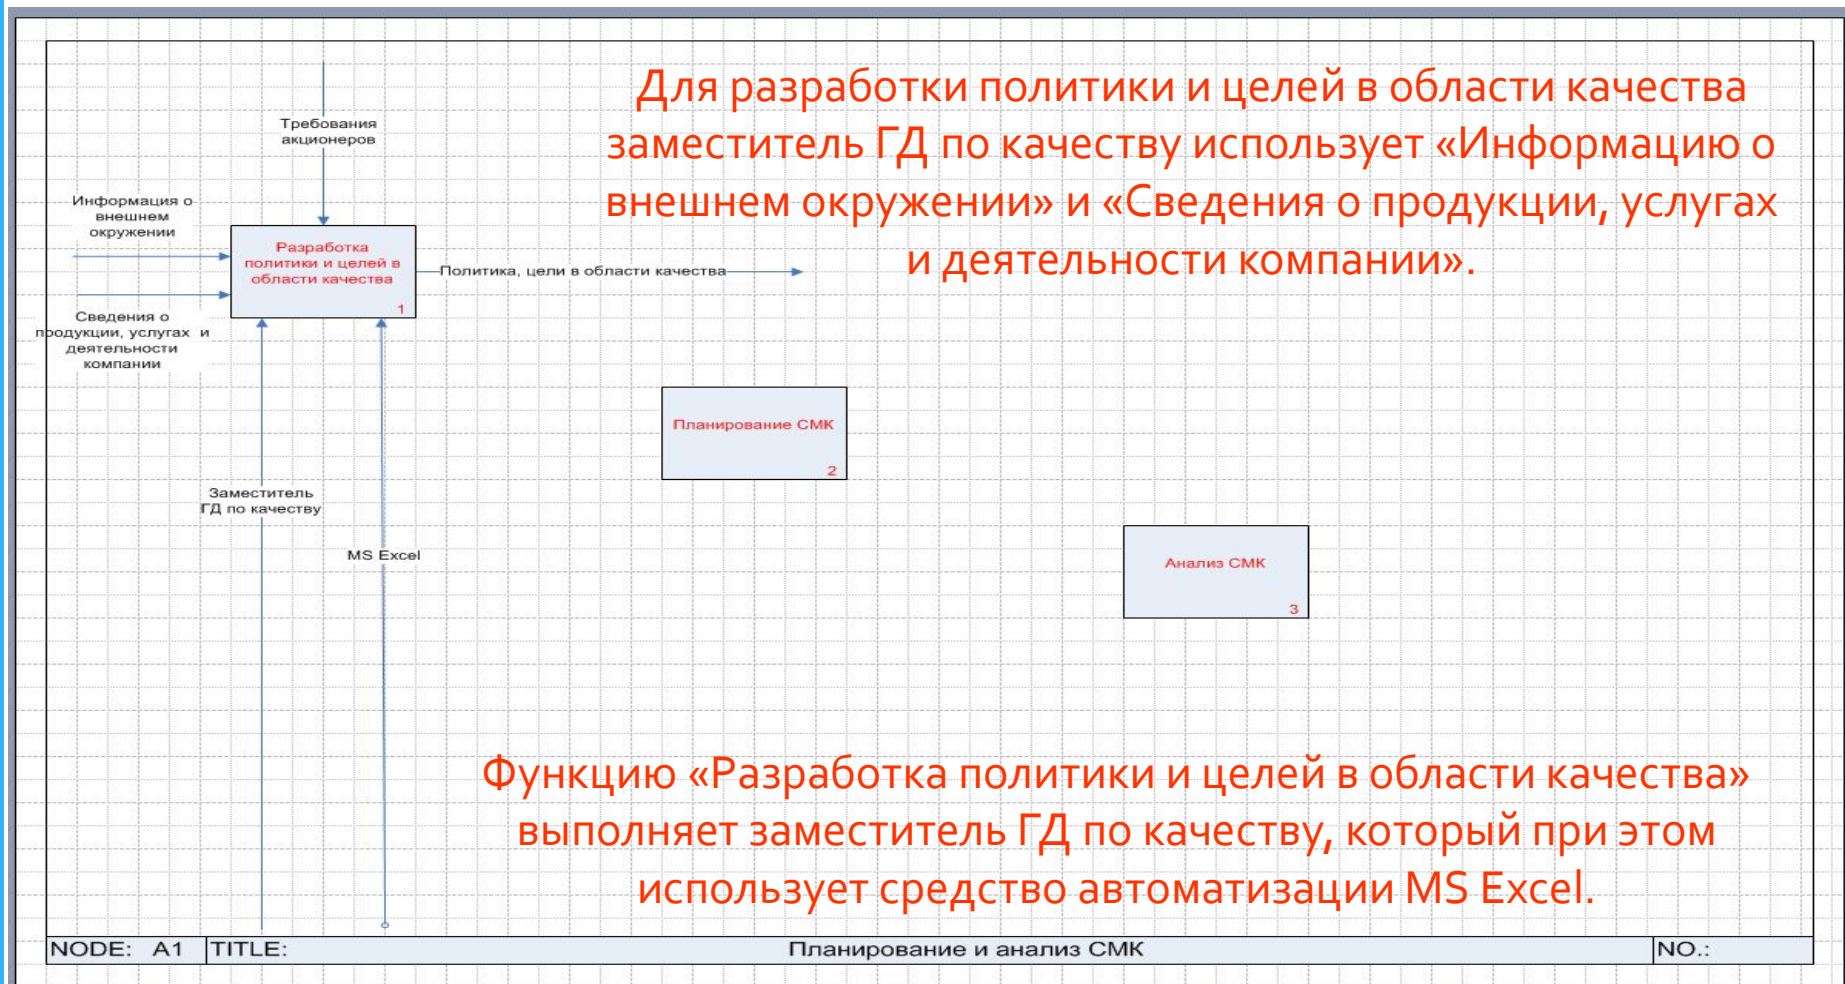 Для разработки политики и целей в области качества
заместитель ГД по качеству использует «Информацию о
внешнем окружении» и «Сведения о продукции, услугах
и деятельности компании».
Требования
акционеров
Информация о
внешнем
окружении
Разработка
политики и целей в
области качества
1
Политика, цели в области качества
Сведения о
продукции, услугах и
деятельности
компании
Планирование СМК
2
Заместитель
ГД по качеству
MS Excel
Анализ СМК
3
Функцию «Разработка политики и целей в области качества»
выполняет заместитель ГД по качеству, который при этом
использует средство автоматизации MS Excel.
NODE: A1 TITLE: Планирование и анализ СМК NO.: